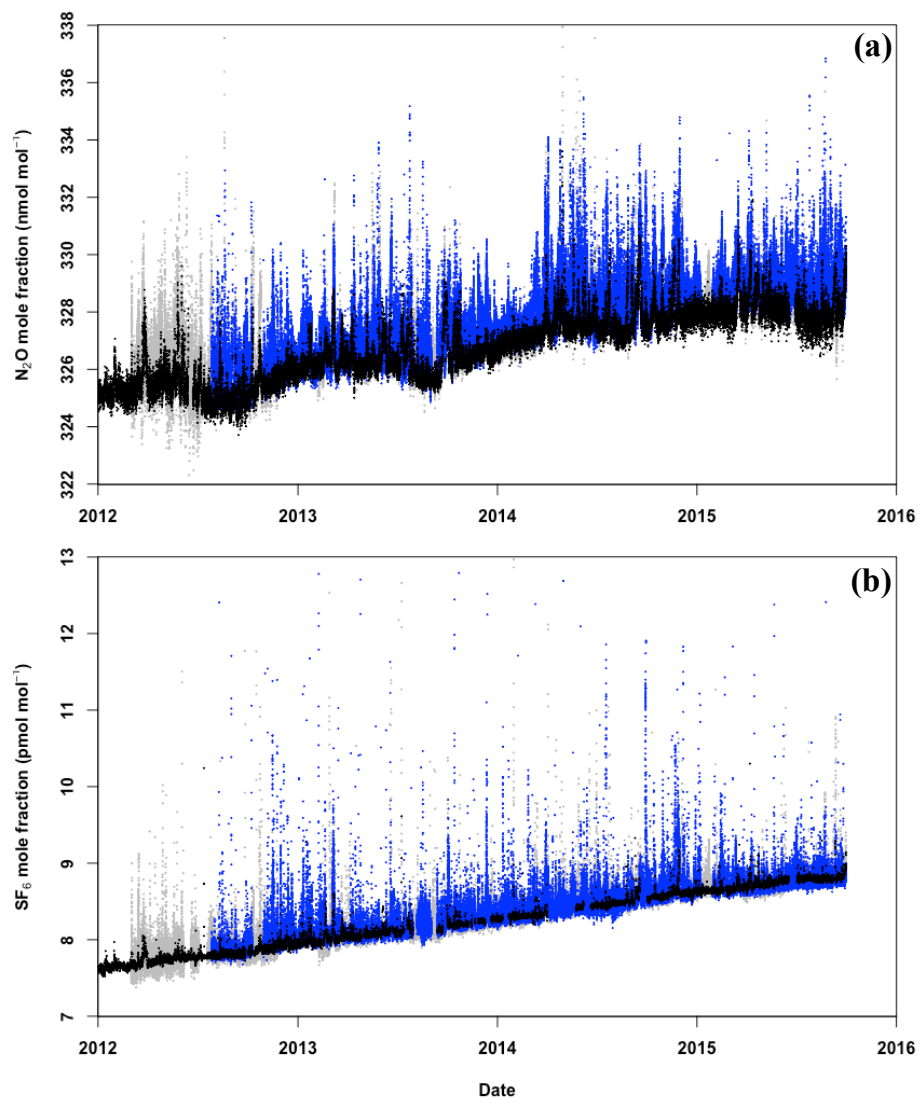 (a)
N₂O mole fraction (nmol mol⁻¹)
338
336
334
332
330
328
326
324
322
2012 2013 2014 2015 2016
(b)
SF₆ mole fraction (pmol mol⁻¹)
13
12
11
10
9
8
7
2012 2013 2014 2015 2016
Date